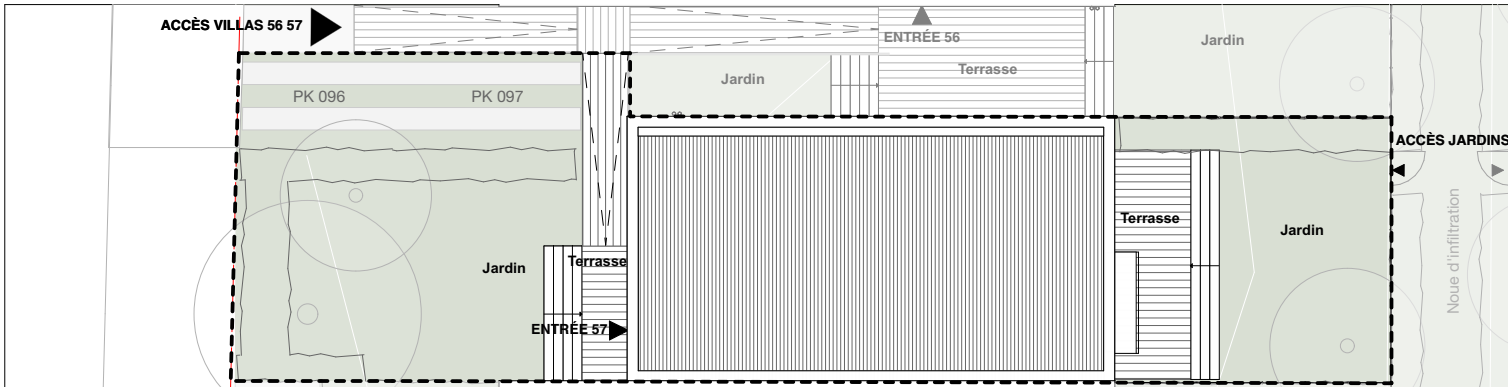 ACCÈS VILLAS 56 57
ENTRÉE 56
Jardin
Terrasse
Jardin
PK 096
PK 097
ACCÈS JARDINS
Terrasse
Jardin
Noue d'infiltration
Jardin
Terrasse
ENTRÉE 57